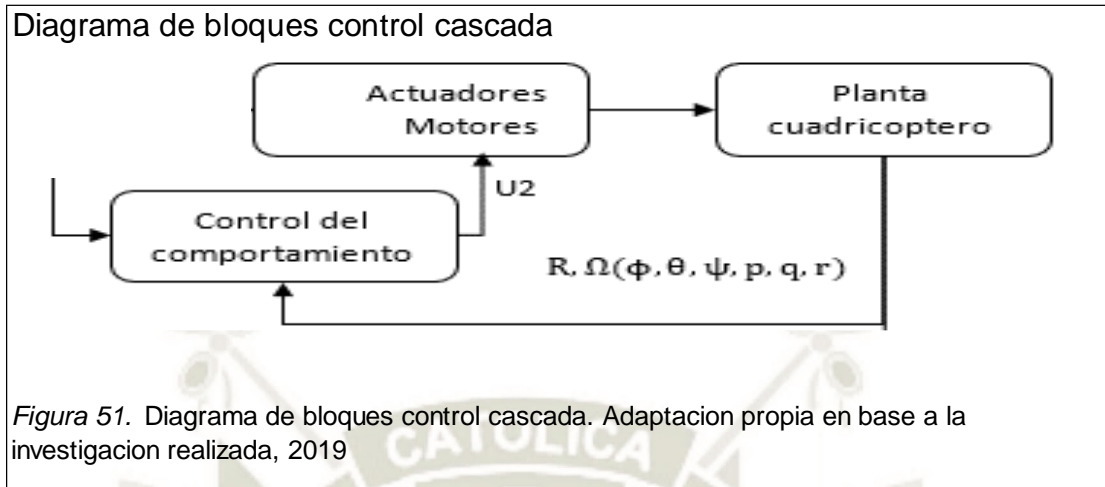 Diagrama de bloques control cascada
Actuadores
Motores
Planta
cuadricoptero
U2
Control del
comportamiento
R, Ω(ϕ, θ, ψ, p, q, r)
Figura 51. Diagrama de bloques control cascada. Adaptacion propia en base a la
investigacion realizada, 2019
CATOLICA